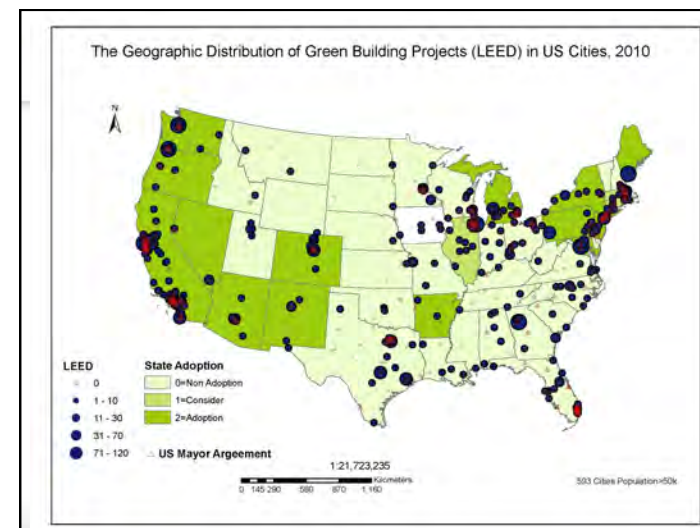 The Geographic Distribution of Green Building Projects (LEED) in US Cities, 2010
N
LEED
0
1 - 10
11 - 30
31 - 70
71 - 120
State Adoption
0=Non Adoption
1=Consider
2=Adoption
US Mayor Argeement
1:21,723,235
Kilometers
0 145 290 580 870 1,160
593 Cities Population>50k